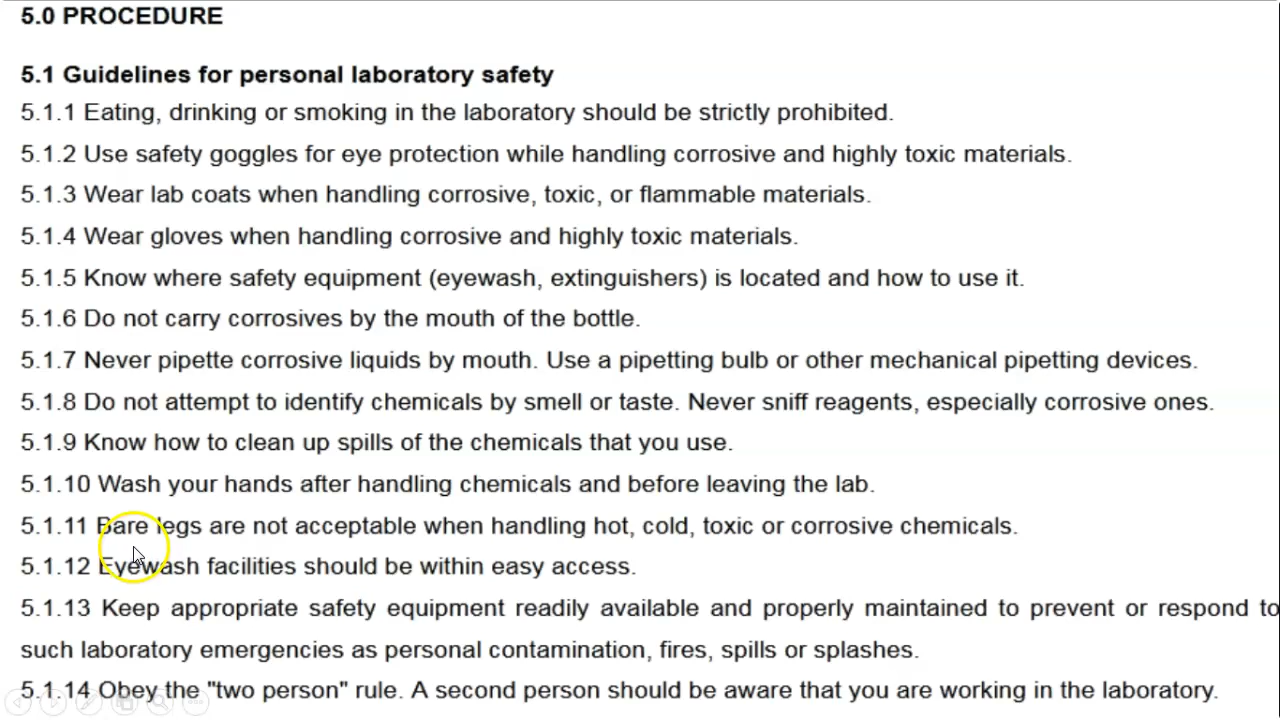 5.0 PROCEDURE
5.1 Guidelines for personal laboratory safety
5.1.1 Eating, drinking or smoking in the laboratory should be strictly prohibited.
5.1.2 Use safety goggles for eye protection while handling corrosive and highly toxic materials.
5.1.3 Wear lab coats when handling corrosive, toxic, or flammable materials.
5.1.4 Wear gloves when handling corrosive and highly toxic materials.
5.1.5 Know where safety equipment (eyewash, extinguishers) is located and how to use it.
5.1.6 Do not carry corrosives by the mouth of the bottle.
5.1.7 Never pipette corrosive liquids by mouth. Use a pipetting bulb or other mechanical pipetting devices.
5.1.8 Do not attempt to identify chemicals by smell or taste. Never sniff reagents, especially corrosive ones.
5.1.9 Know how to clean up spills of the chemicals that you use.
5.1.10 Wash your hands after handling chemicals and before leaving the lab.
5.1.11 Bare legs are not acceptable when handling hot, cold, toxic or corrosive chemicals.
5.1.12 Eyewash facilities should be within easy access.
5.1.13 Keep appropriate safety equipment readily available and properly maintained to prevent or respond to
such laboratory emergencies as personal contamination, fires, spills or splashes.
5.1.14 Obey the "two person" rule. A second person should be aware that you are working in the laboratory.